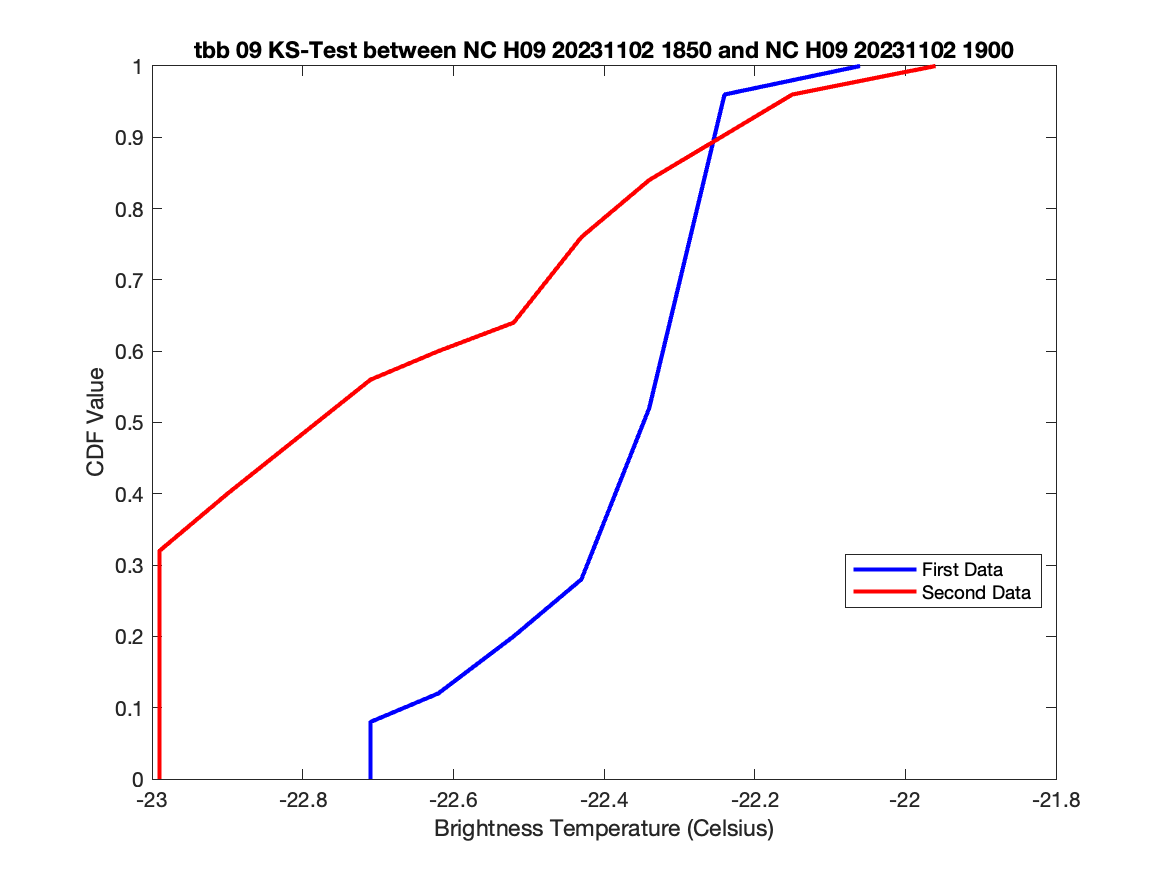 tbb 09 KS-Test between NC H09 20231102 1850 and NC H09 20231102 1900
1
0.9
0.8
0.7
0.6
0.5
0.4
0.3
0.2
0.1
0
CDF Value
First Data
Second Data
-23 -22.8 -22.6 -22.4 -22.2 -22 -21.8
Brightness Temperature (Celsius)